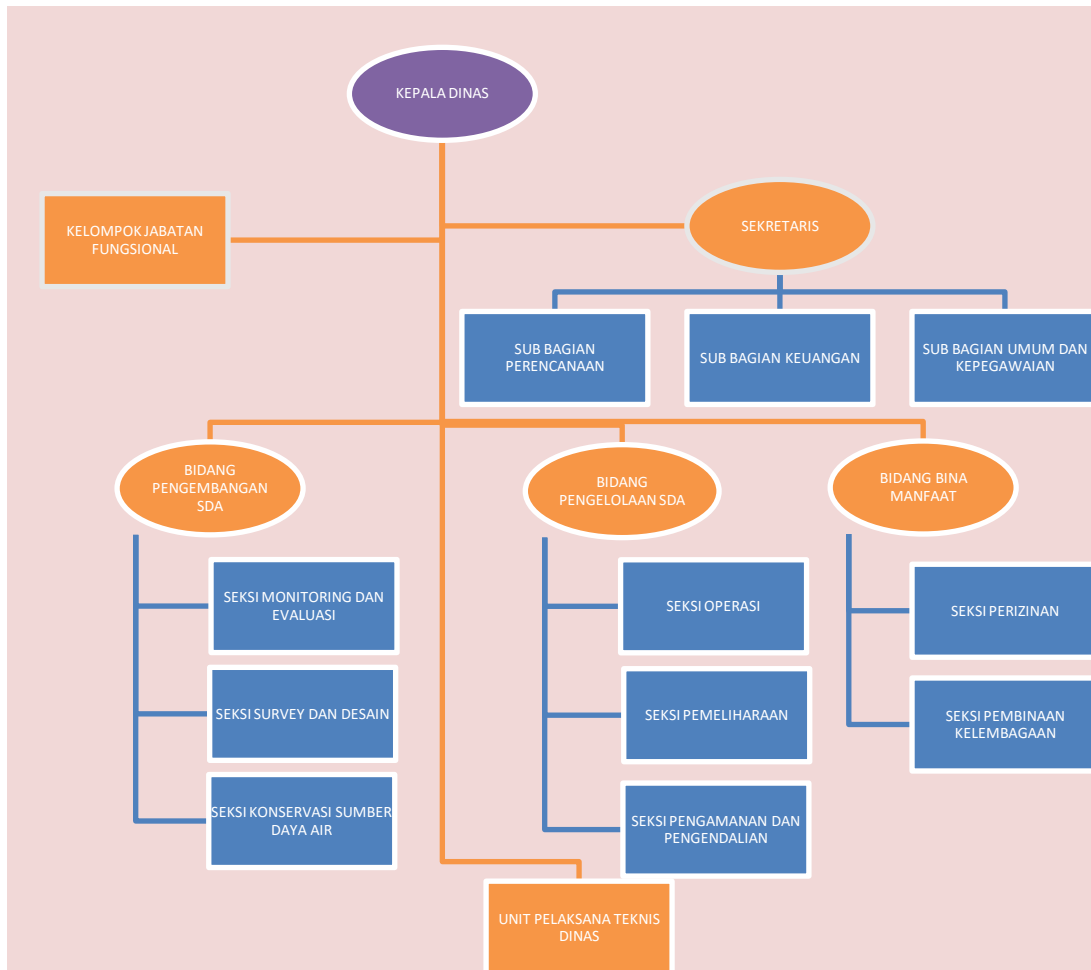 KEPALA DINAS
KELOMPOK JABATAN
FUNGSIONAL
SEKRETARIS
SUB BAGIAN
PERENCANAAN
SUB BAGIAN KEUANGAN
SUB BAGIAN UMUM DAN
KEPEGAWAIAN
BIDANG
PENGEMBANGAN
SDA
BIDANG
PENGELOLAAN SDA
BIDANG BINA
MANFAAT
SEKSI MONITORING DAN
EVALUASI
SEKSI SURVEY DAN DESAIN
SEKSI KONSERVASI SUMBER
DAYA AIR
SEKSI OPERASI
SEKSI PEMELIHARAAN
SEKSI PENGAMANAN DAN
PENGENDALIAN
SEKSI PERIZINAN
SEKSI PEMBINAAN
KELEMBAGAAN
UNIT PELAKSANA TEKNIS
DINAS